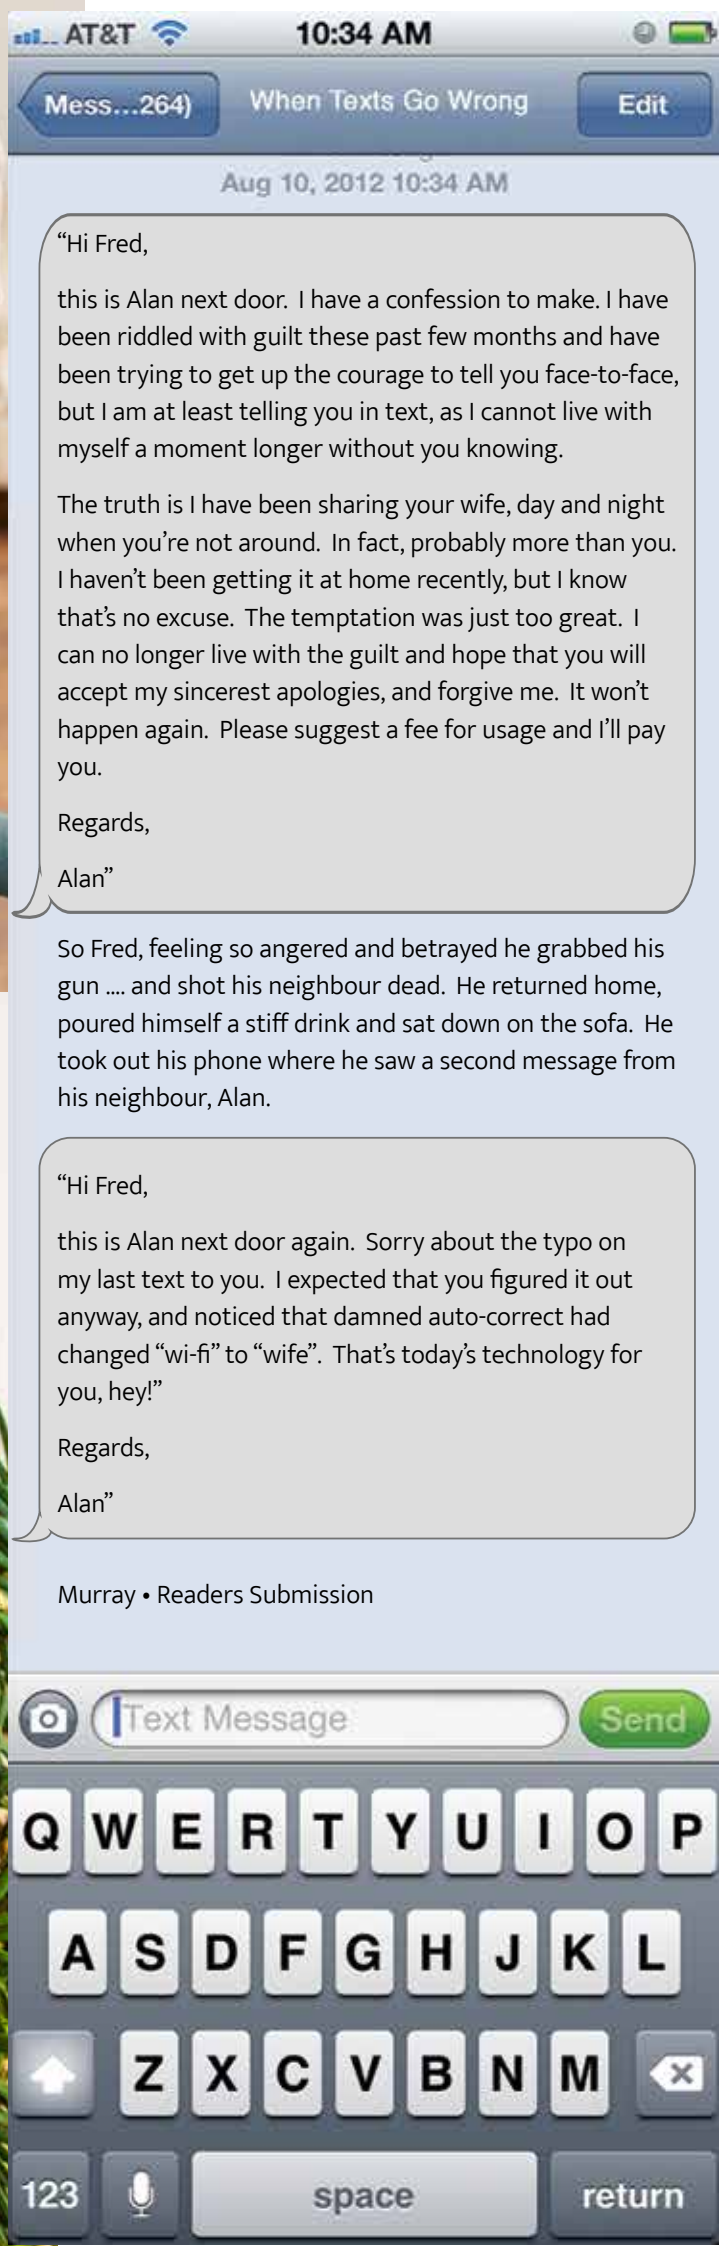 AT&T 10:34 AM
Mess...264) When Texts Go Wrong Edit
Aug 10, 2012 10:34 AM
“Hi Fred,
this is Alan next door.  I have a confession to make. I have
been riddled with guilt these past few months and have
been trying to get up the courage to tell you face-to-face,
but I am at least telling you in text, as I cannot live with
myself a moment longer without you knowing.
The truth is I have been sharing your wife, day and night
when you’re not around.  In fact, probably more than you.
I haven’t been getting it at home recently, but I know
that’s no excuse.  The temptation was just too great.  I
can no longer live with the guilt and hope that you will
accept my sincerest apologies, and forgive me.  It won’t
happen again.  Please suggest a fee for usage and I’ll pay
you.
Regards,
Alan”
So Fred, feeling so angered and betrayed he grabbed his
gun .... and shot his neighbour dead.  He returned home,
poured himself a stiff drink and sat down on the sofa.  He
took out his phone where he saw a second message from
his neighbour, Alan.
“Hi Fred,
this is Alan next door again.  Sorry about the typo on
my last text to you.  I expected that you figured it out
anyway, and noticed that damned auto-correct had
changed “wi-fi” to “wife”.  That’s today’s technology for
you, hey!”
Regards,
Alan”
Murray • Readers Submission
Text Message Send
Q W E R T Y U I O P
A S D F G H J K L
Z X C V B N M
123 space return